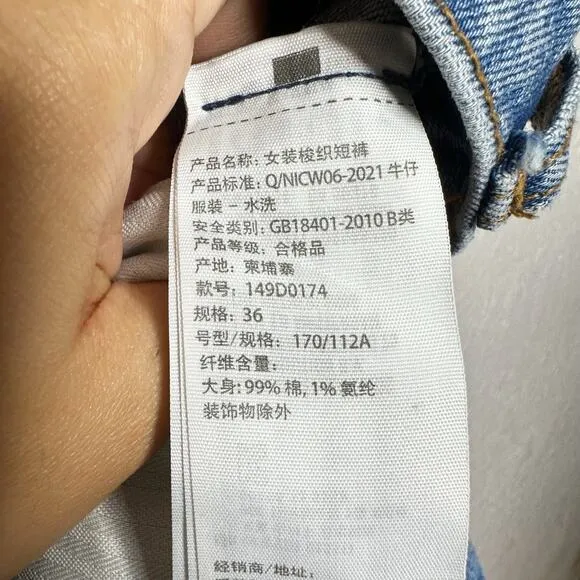 产品名称: 女装梭织短裤
产品标准: Q/NICW06-2021 牛仔
服装 – 水洗
安全类别: GB18401-2010 B类
产品等级: 合格品
产地: 柬埔寨
款号: 149D0174
规格: 36
号型/规格: 170/112A
纤维含量:
大身: 99% 棉, 1% 氨纶
装饰物除外
经销商/地址: